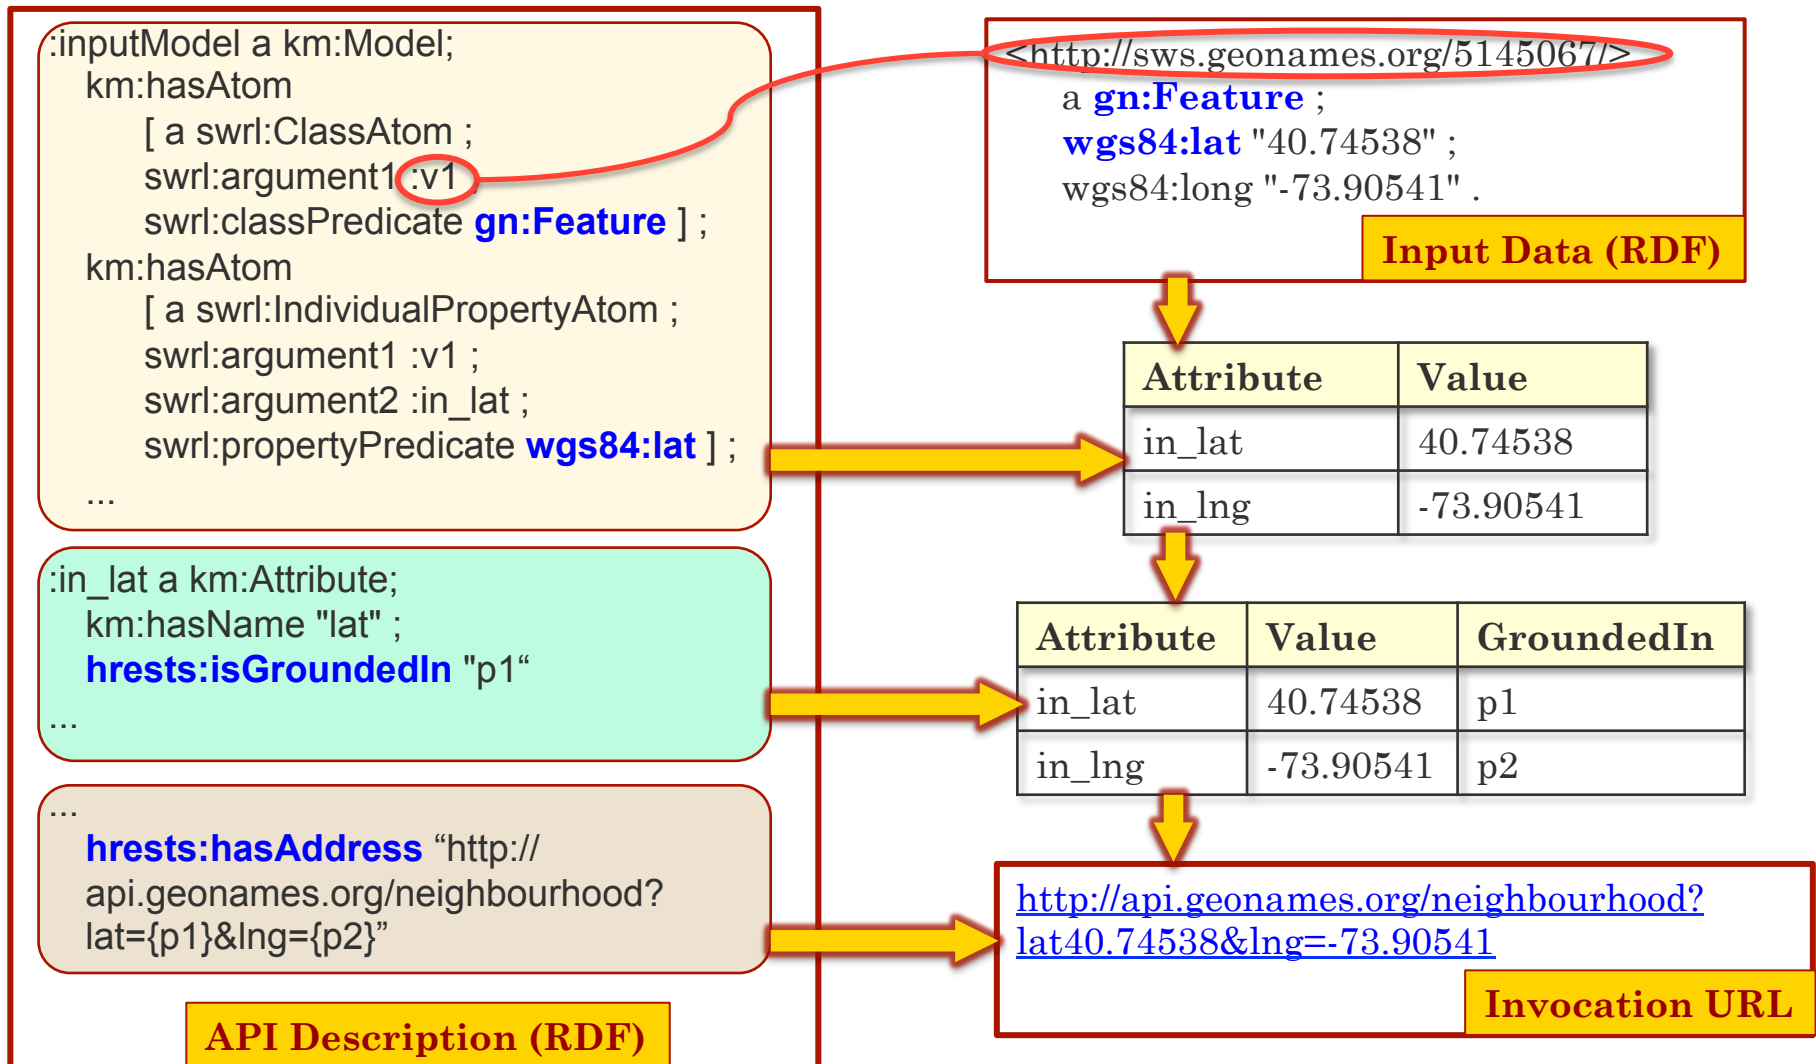 :inputModel a km:Model;
km:hasAtom
[ a swrl:ClassAtom ;
swrl:argument1 :v1 ;
swrl:classPredicate gn:Feature ] ;
km:hasAtom
[ a swrl:IndividualPropertyAtom ;
swrl:argument1 :v1 ;
swrl:argument2 :in_lat ;
swrl:propertyPredicate wgs84:lat ] ;
...
:in_lat a km:Attribute;
km:hasName "lat" ;
hrests:isGroundedIn "p1“
...
...
hrests:hasAddress “http://
api.geonames.org/neighbourhood?
lat={p1}&lng={p2}”
API Description (RDF)
<http://sws.geonames.org/5145067/>
a gn:Feature ;
wgs84:lat "40.74538" ;
wgs84:long "-73.90541" .
Input Data (RDF)
Attribute Value
in_lat 40.74538
in_lng -73.90541
Attribute Value GroundedIn
in_lat 40.74538 p1
in_lng -73.90541 p2
http://api.geonames.org/neighbourhood?
lat40.74538&lng=-73.90541
Invocation URL